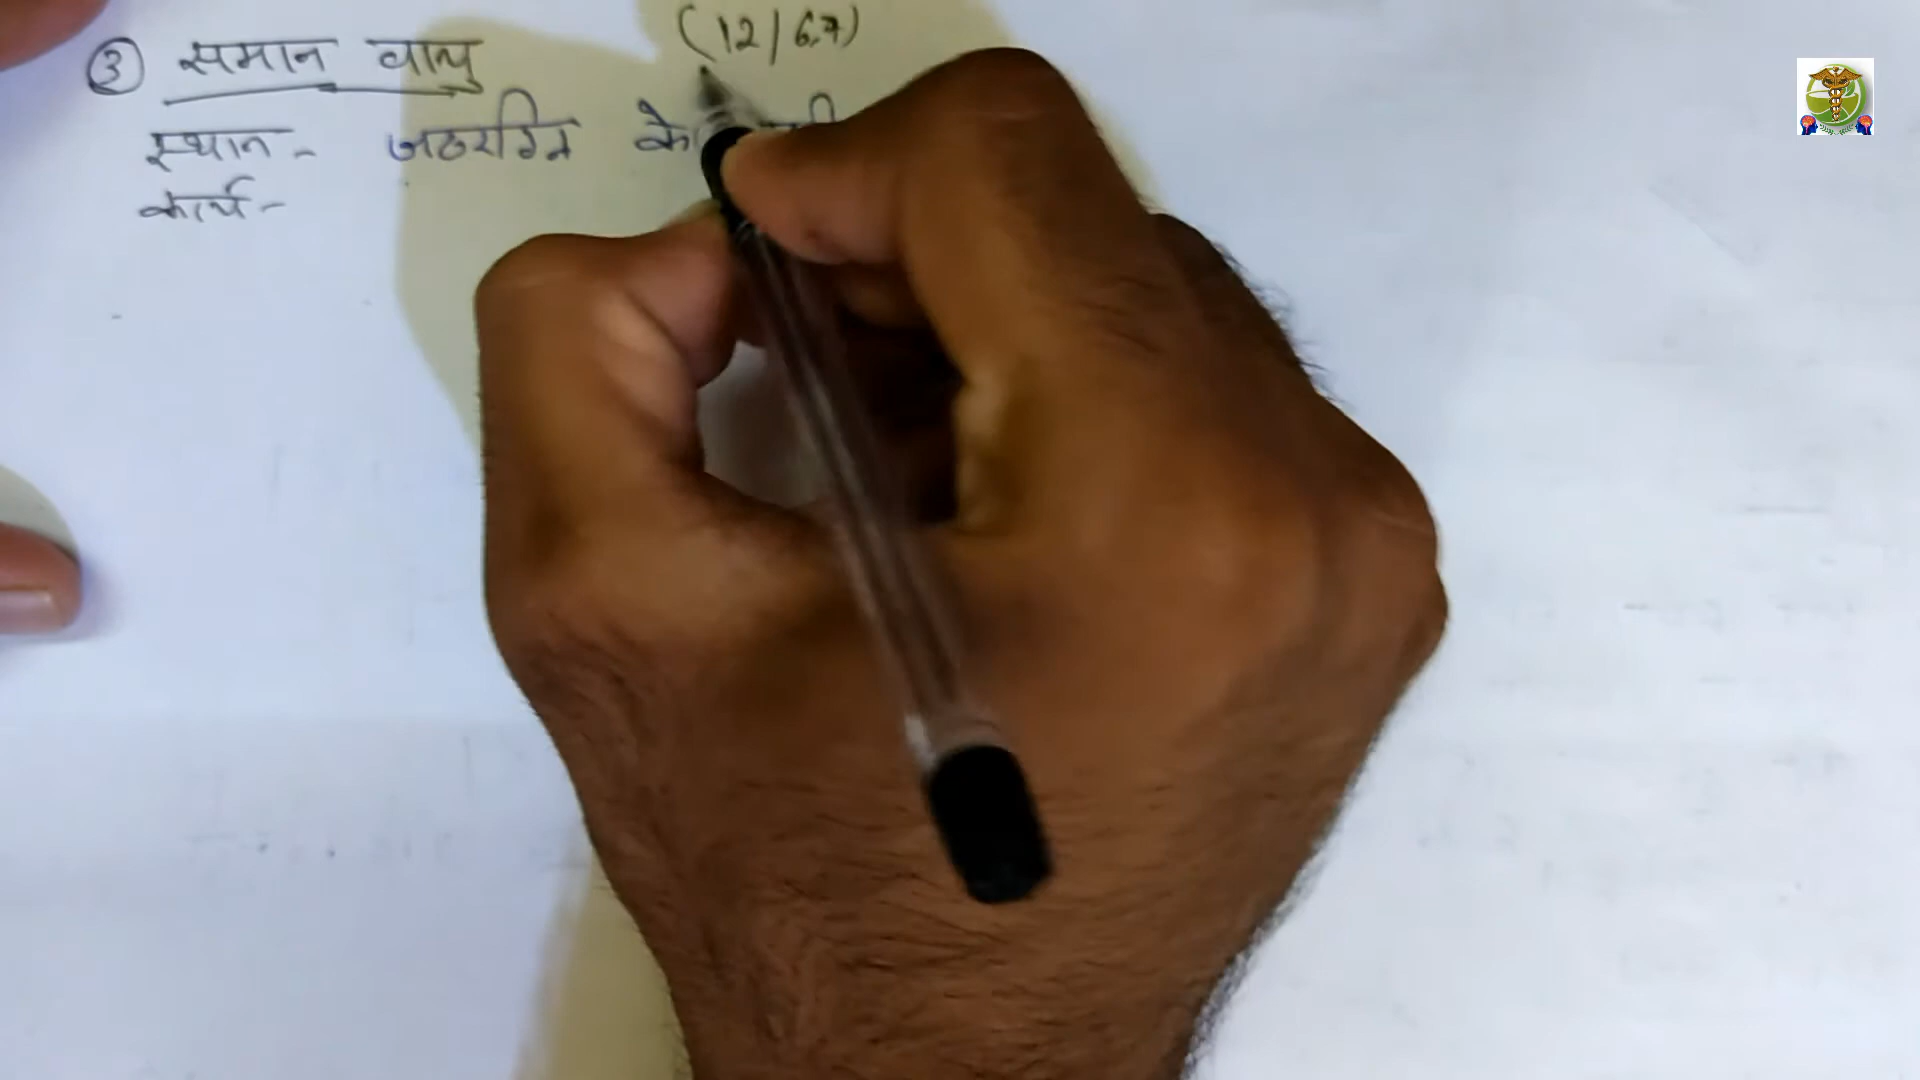 ③ समान वायु (12/6,7)
स्थान - जठराग्नि के
कार्य -